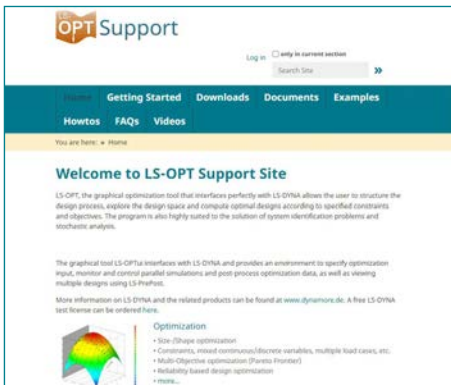 LS-
OPT Support
Log in
only in current section
Search Site
»
Home Getting Started Downloads Documents Examples
Howtos FAQs Videos
You are here: » Home
Welcome to LS-OPT Support Site
LS-OPT, the graphical optimization tool that interfaces perfectly with LS-DYNA allows the user to structure the
design process, explore the design space and compute optimal designs according to specified constraints
and objectives. The program is also highly suited to the solution of system identification problems and
stochastic analysis.
The graphical tool LS-OPTui interfaces with LS-DYNA and provides an environment to specify optimization
input, monitor and control parallel simulations and post-process optimization data, as well as viewing
multiple designs using LS-PrePost.
More information on LS-DYNA and the related products can be found at www.dynamore.de. A free LS-DYNA
test license can be ordered here.
Optimization
• Size-/Shape optimization
• Constraints, mixed continuous/discrete variables, multiple load cases, etc.
• Multi-Objective optimization (Pareto Frontier)
• Reliability based design optimization
• more...